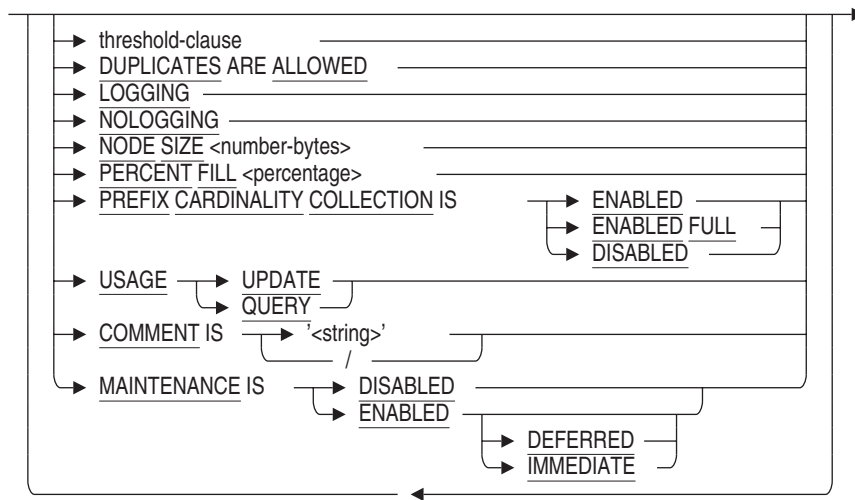 threshold-clause
DUPLICATES ARE ALLOWED
LOGGING
NOLOGGING
NODE SIZE <number-bytes>
PERCENT FILL <percentage>
PREFIX CARDINALITY COLLECTION IS ENABLED
ENABLED FULL
DISABLED
USAGE UPDATE
QUERY
COMMENT IS '<string>'
/
MAINTENANCE IS DISABLED
ENABLED
DEFERRED
IMMEDIATE